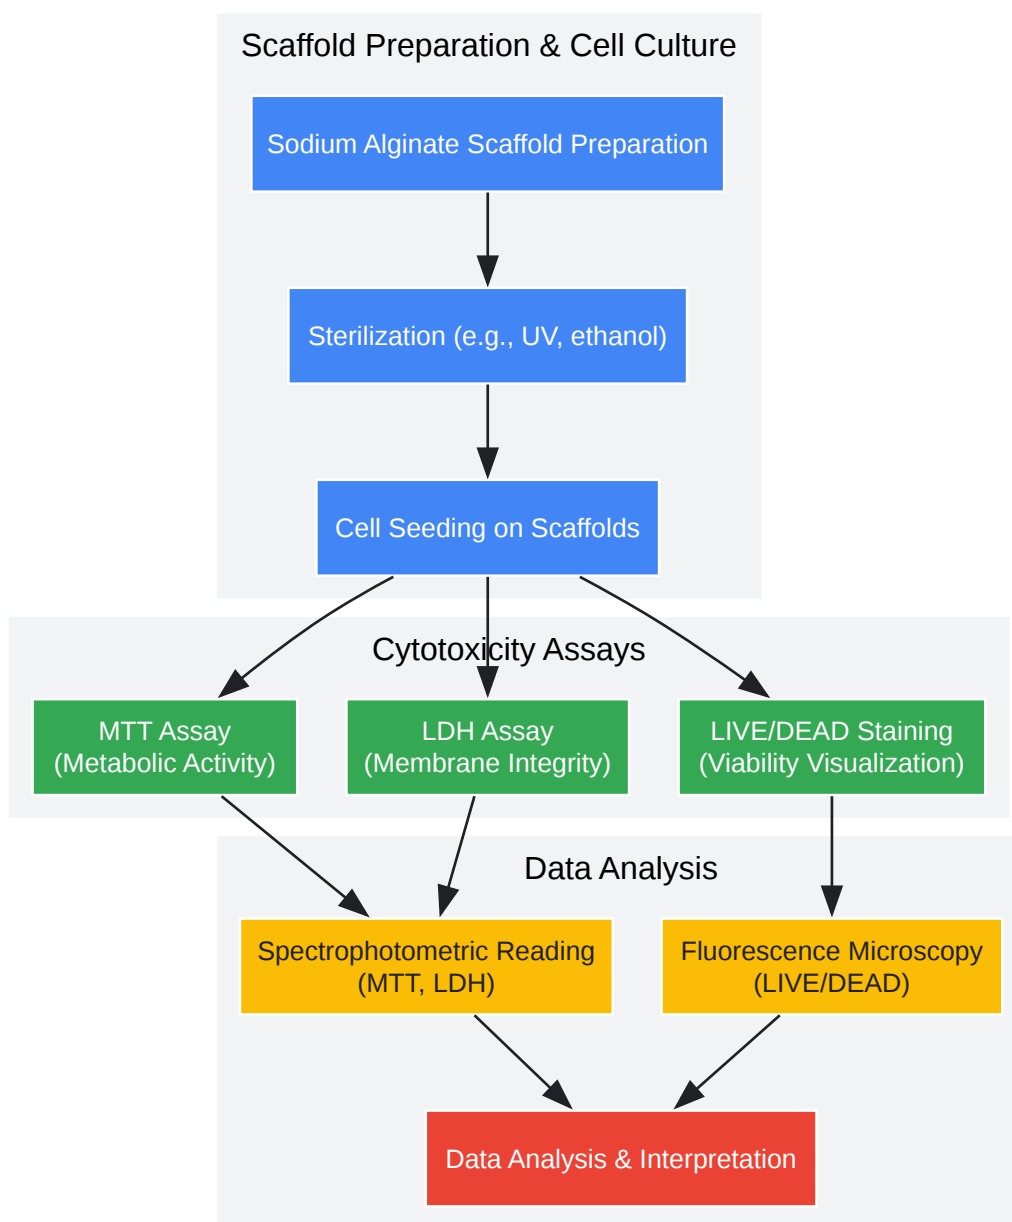 Scaffold Preparation & Cell Culture
Sodium Alginate Scaffold Preparation
Sterilization (e.g., UV, ethanol)
Cell Seeding on Scaffolds
Cytotoxicity Assays
MTT Assay
(Metabolic Activity)
LDH Assay
(Membrane Integrity)
LIVE/DEAD Staining
(Viability Visualization)
Data Analysis
Spectrophotometric Reading
(MTT, LDH)
Fluorescence Microscopy
(LIVE/DEAD)
Data Analysis & Interpretation